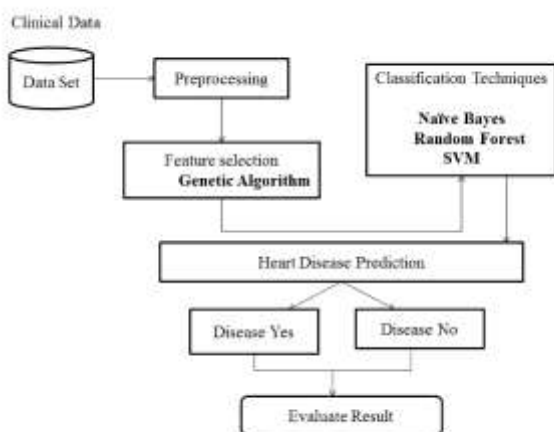 Clinical Data
Data Set
Preprocessing
Feature selection
Genetic Algorithm
Classification Techniques
Naïve Bayes
Random Forest
SVM
Heart Disease Prediction
Disease Yes
Disease No
Evaluate Result